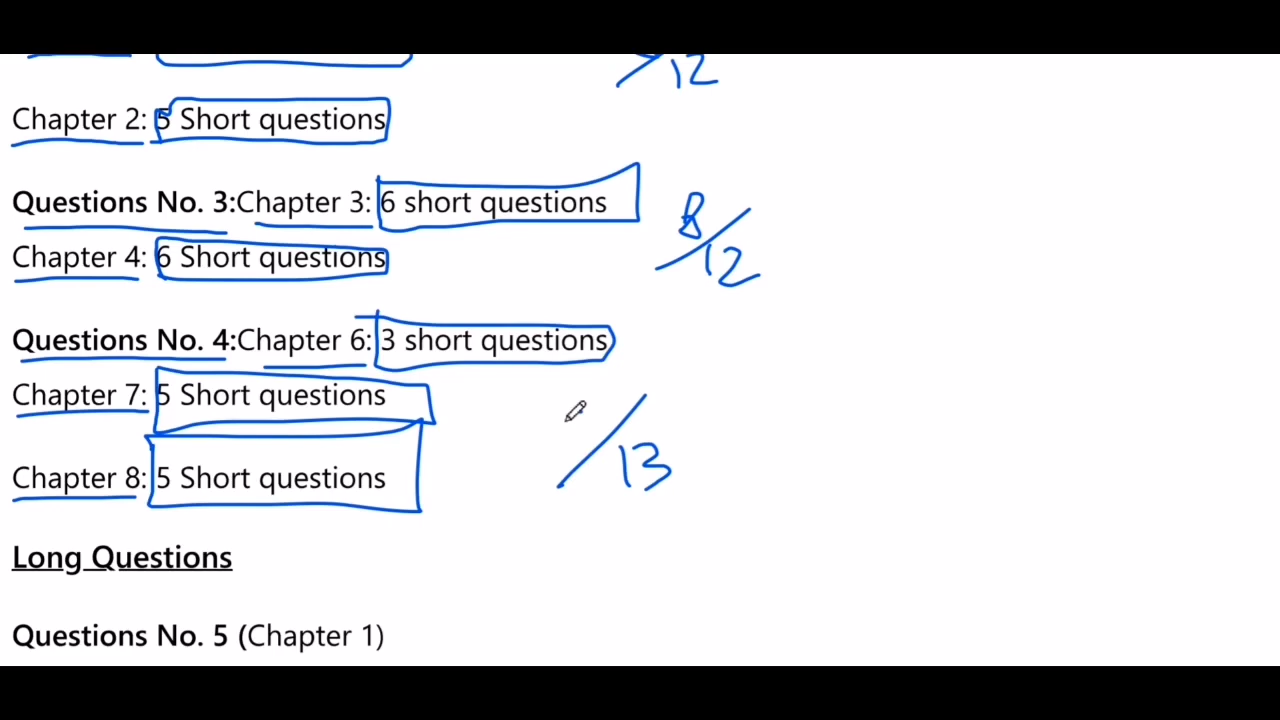 12
Chapter 2: 5 Short questions
Questions No. 3:Chapter 3: 6 short questions
8/12
Chapter 4: 6 Short questions
Questions No. 4:Chapter 6: 3 short questions
Chapter 7: 5 Short questions
/13
Chapter 8: 5 Short questions
Long Questions
Questions No. 5 (Chapter 1)